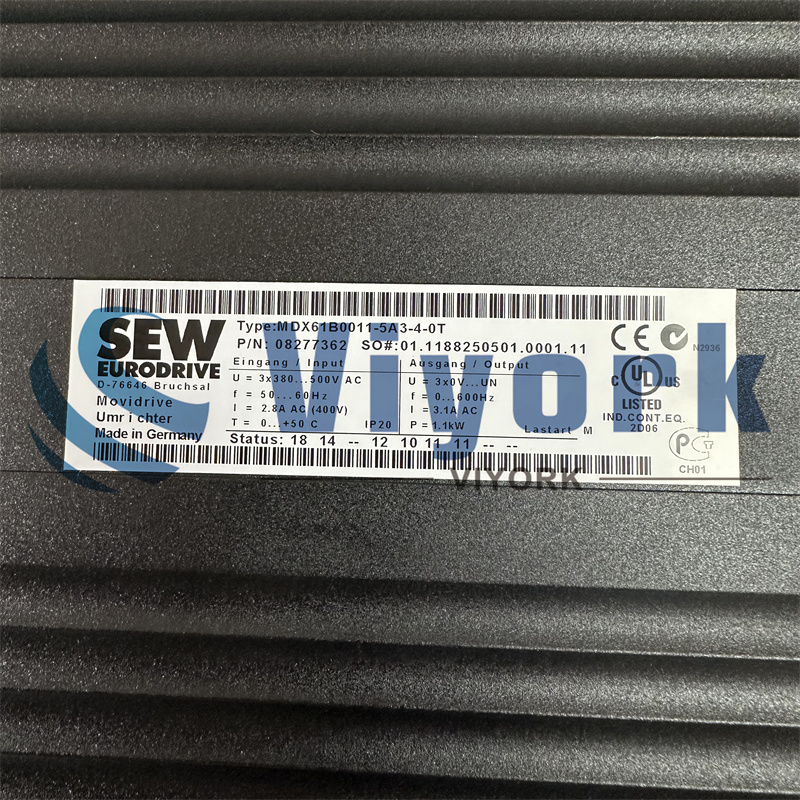 SEW
EURODRIVE
D-76646 Bruchsal
Movidrive
Umrichter
Made in Germany
Type:MDX61B0011-5A3-4-0T
P/N: 08277362 SO#:01.1188250501.0001.11
Eingang / Input
U = 3x380...500V AC
f = 50...60Hz
I = 2.8A AC (400V)
T = 0...+50 C IP20
Ausgang / Output
U = 3x0V...UN
f = 0...600Hz
I = 3.1A AC
P = 1.1kW Lastart M
Status: 18 14 -- 12 10 11 11 -- --
CE
N2936
C UL US
LISTED
IND.CONT.EQ.
2D06
CH01
Viyork
VIYORK